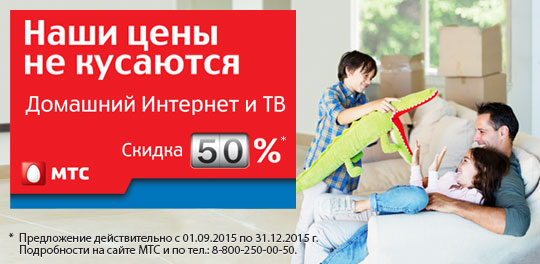 Наши цены
не кусаются
Домашний Интернет и ТВ
Скидка 50%*
МТС
* Предложение действительно с 01.09.2015 по 31.12.2015 г.
Подробности на сайте МТС и по тел.: 8-800-250-00-50.